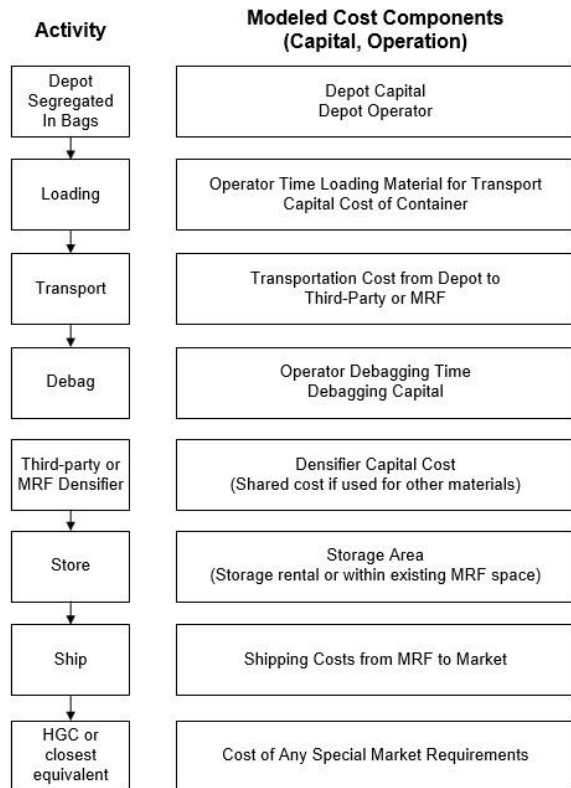 Activity
Modeled Cost Components
(Capital, Operation)
Depot
Segregated
In Bags
Depot Capital
Depot Operator
Loading
Operator Time Loading Material for Transport
Capital Cost of Container
Transport
Transportation Cost from Depot to
Third-Party or MRF
Debag
Operator Debagging Time
Debagging Capital
Third-party or
MRF Densifier
Densifier Capital Cost
(Shared cost if used for other materials)
Store
Storage Area
(Storage rental or within existing MRF space)
Ship
Shipping Costs from MRF to Market
HGC or
closest
equivalent
Cost of Any Special Market Requirements